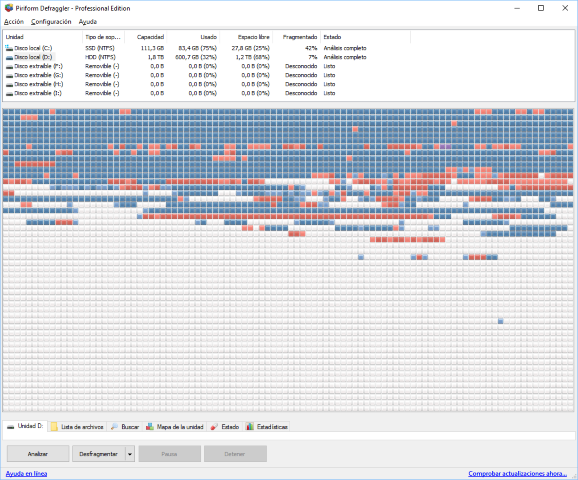 Piriform Defraggler - Professional Edition
Acción Configuración Ayuda
Unidad Tipo de sop... Capacidad Usado Espacio libre Fragmentado Estado
Disco local (C:) SSD (NTFS) 111,3 GB 83,4 GB (75%) 27,8 GB (25%) 42% Análisis completo
Disco local (D:) HDD (NTFS) 1,8 TB 600,7 GB (32%) 1,2 TB (68%) 7% Análisis completo
Disco extraíble (F:) Removible (-) 0,0 B 0,0 B (0%) 0,0 B (0%) Desconocido Listo
Disco extraíble (G:) Removible (-) 0,0 B 0,0 B (0%) 0,0 B (0%) Desconocido Listo
Disco extraíble (H:) Removible (-) 0,0 B 0,0 B (0%) 0,0 B (0%) Desconocido Listo
Disco extraíble (I:) Removible (-) 0,0 B 0,0 B (0%) 0,0 B (0%) Desconocido Listo
Unidad D: Lista de archivos Buscar Mapa de la unidad Estado Estadísticas
Analizar Desfragmentar Pausa Detener
Ayuda en línea Comprobar actualizaciones ahora...